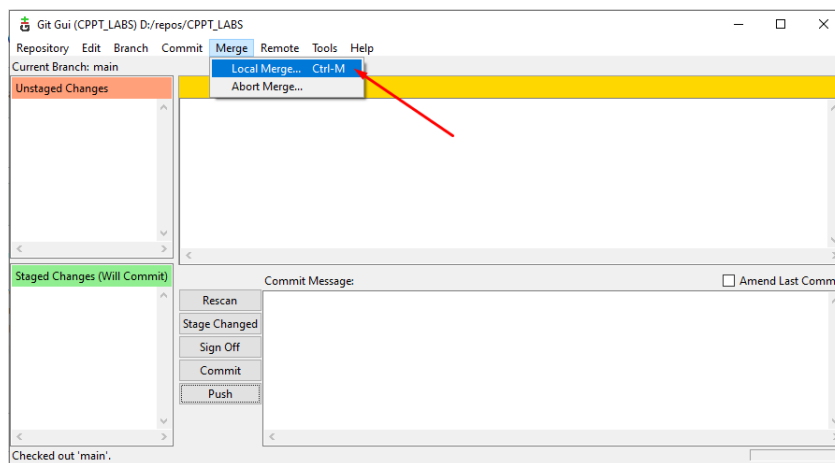 Git Gui (CPPT_LABS) D:/repos/CPPT_LABS
Repository Edit Branch Commit Merge Remote Tools Help
Current Branch: main
Local Merge... Ctrl-M
Abort Merge...
Unstaged Changes
Staged Changes (Will Commit)
Commit Message:
Amend Last Comm
Rescan
Stage Changed
Sign Off
Commit
Push
Checked out 'main'.